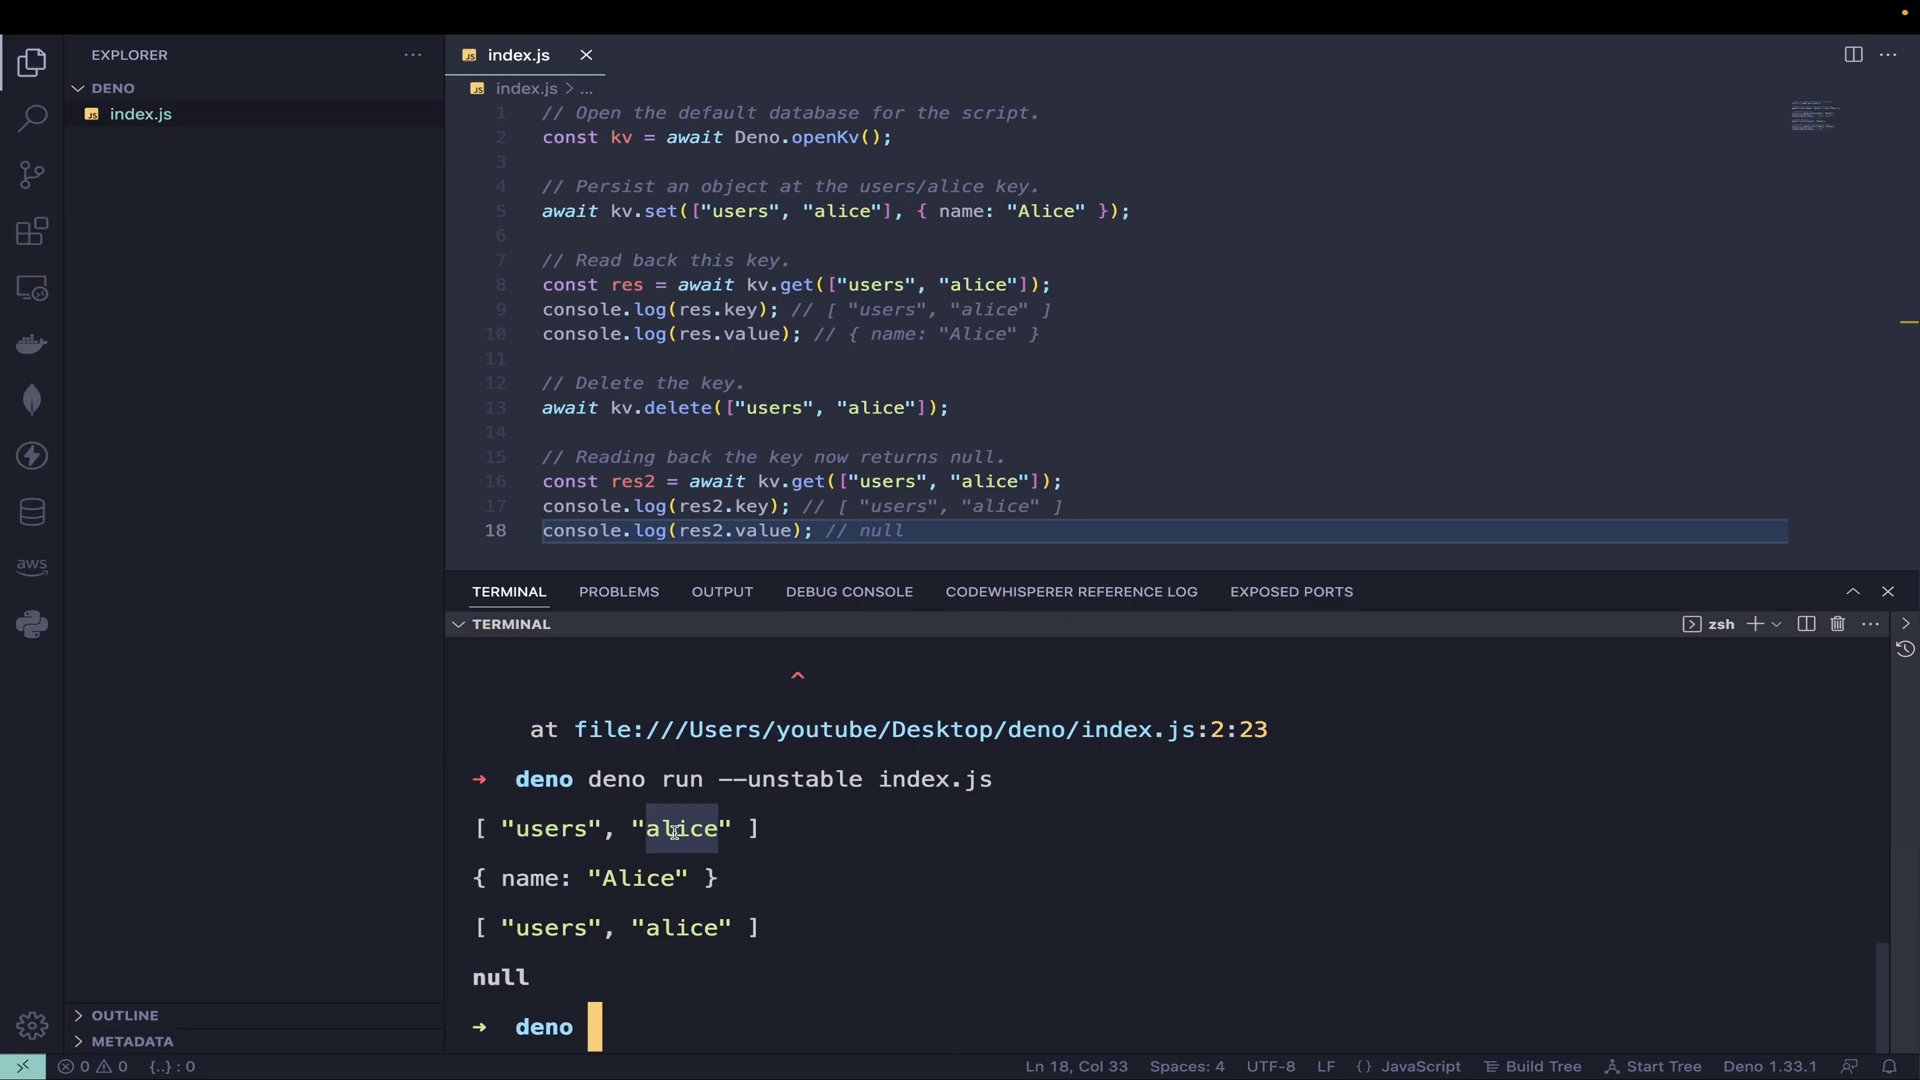 EXPLORER
DENO
index.js
index.js
index.js > ...
1 // Open the default database for the script.
2 const kv = await Deno.openKv();
3
4 // Persist an object at the users/alice key.
5 await kv.set(["users", "alice"], { name: "Alice" });
6
7 // Read back this key.
8 const res = await kv.get(["users", "alice"]);
9 console.log(res.key); // [ "users", "alice" ]
10 console.log(res.value); // { name: "Alice" }
11
12 // Delete the key.
13 await kv.delete(["users", "alice"]);
14
15 // Reading back the key now returns null.
16 const res2 = await kv.get(["users", "alice"]);
17 console.log(res2.key); // [ "users", "alice" ]
18 console.log(res2.value); // null
TERMINAL PROBLEMS OUTPUT DEBUG CONSOLE CODEWHISPERER REFERENCE LOG EXPOSED PORTS
TERMINAL
zsh
^
at file:///Users/youtube/Desktop/deno/index.js:2:23
➜ deno deno run --unstable index.js
[ "users", "alice" ]
{ name: "Alice" }
[ "users", "alice" ]
null
➜ deno
aws
OUTLINE
METADATA
0 0 {..} : 0
Ln 18, Col 33 Spaces: 4 UTF-8 LF {} JavaScript Build Tree Start Tree Deno 1.33.1